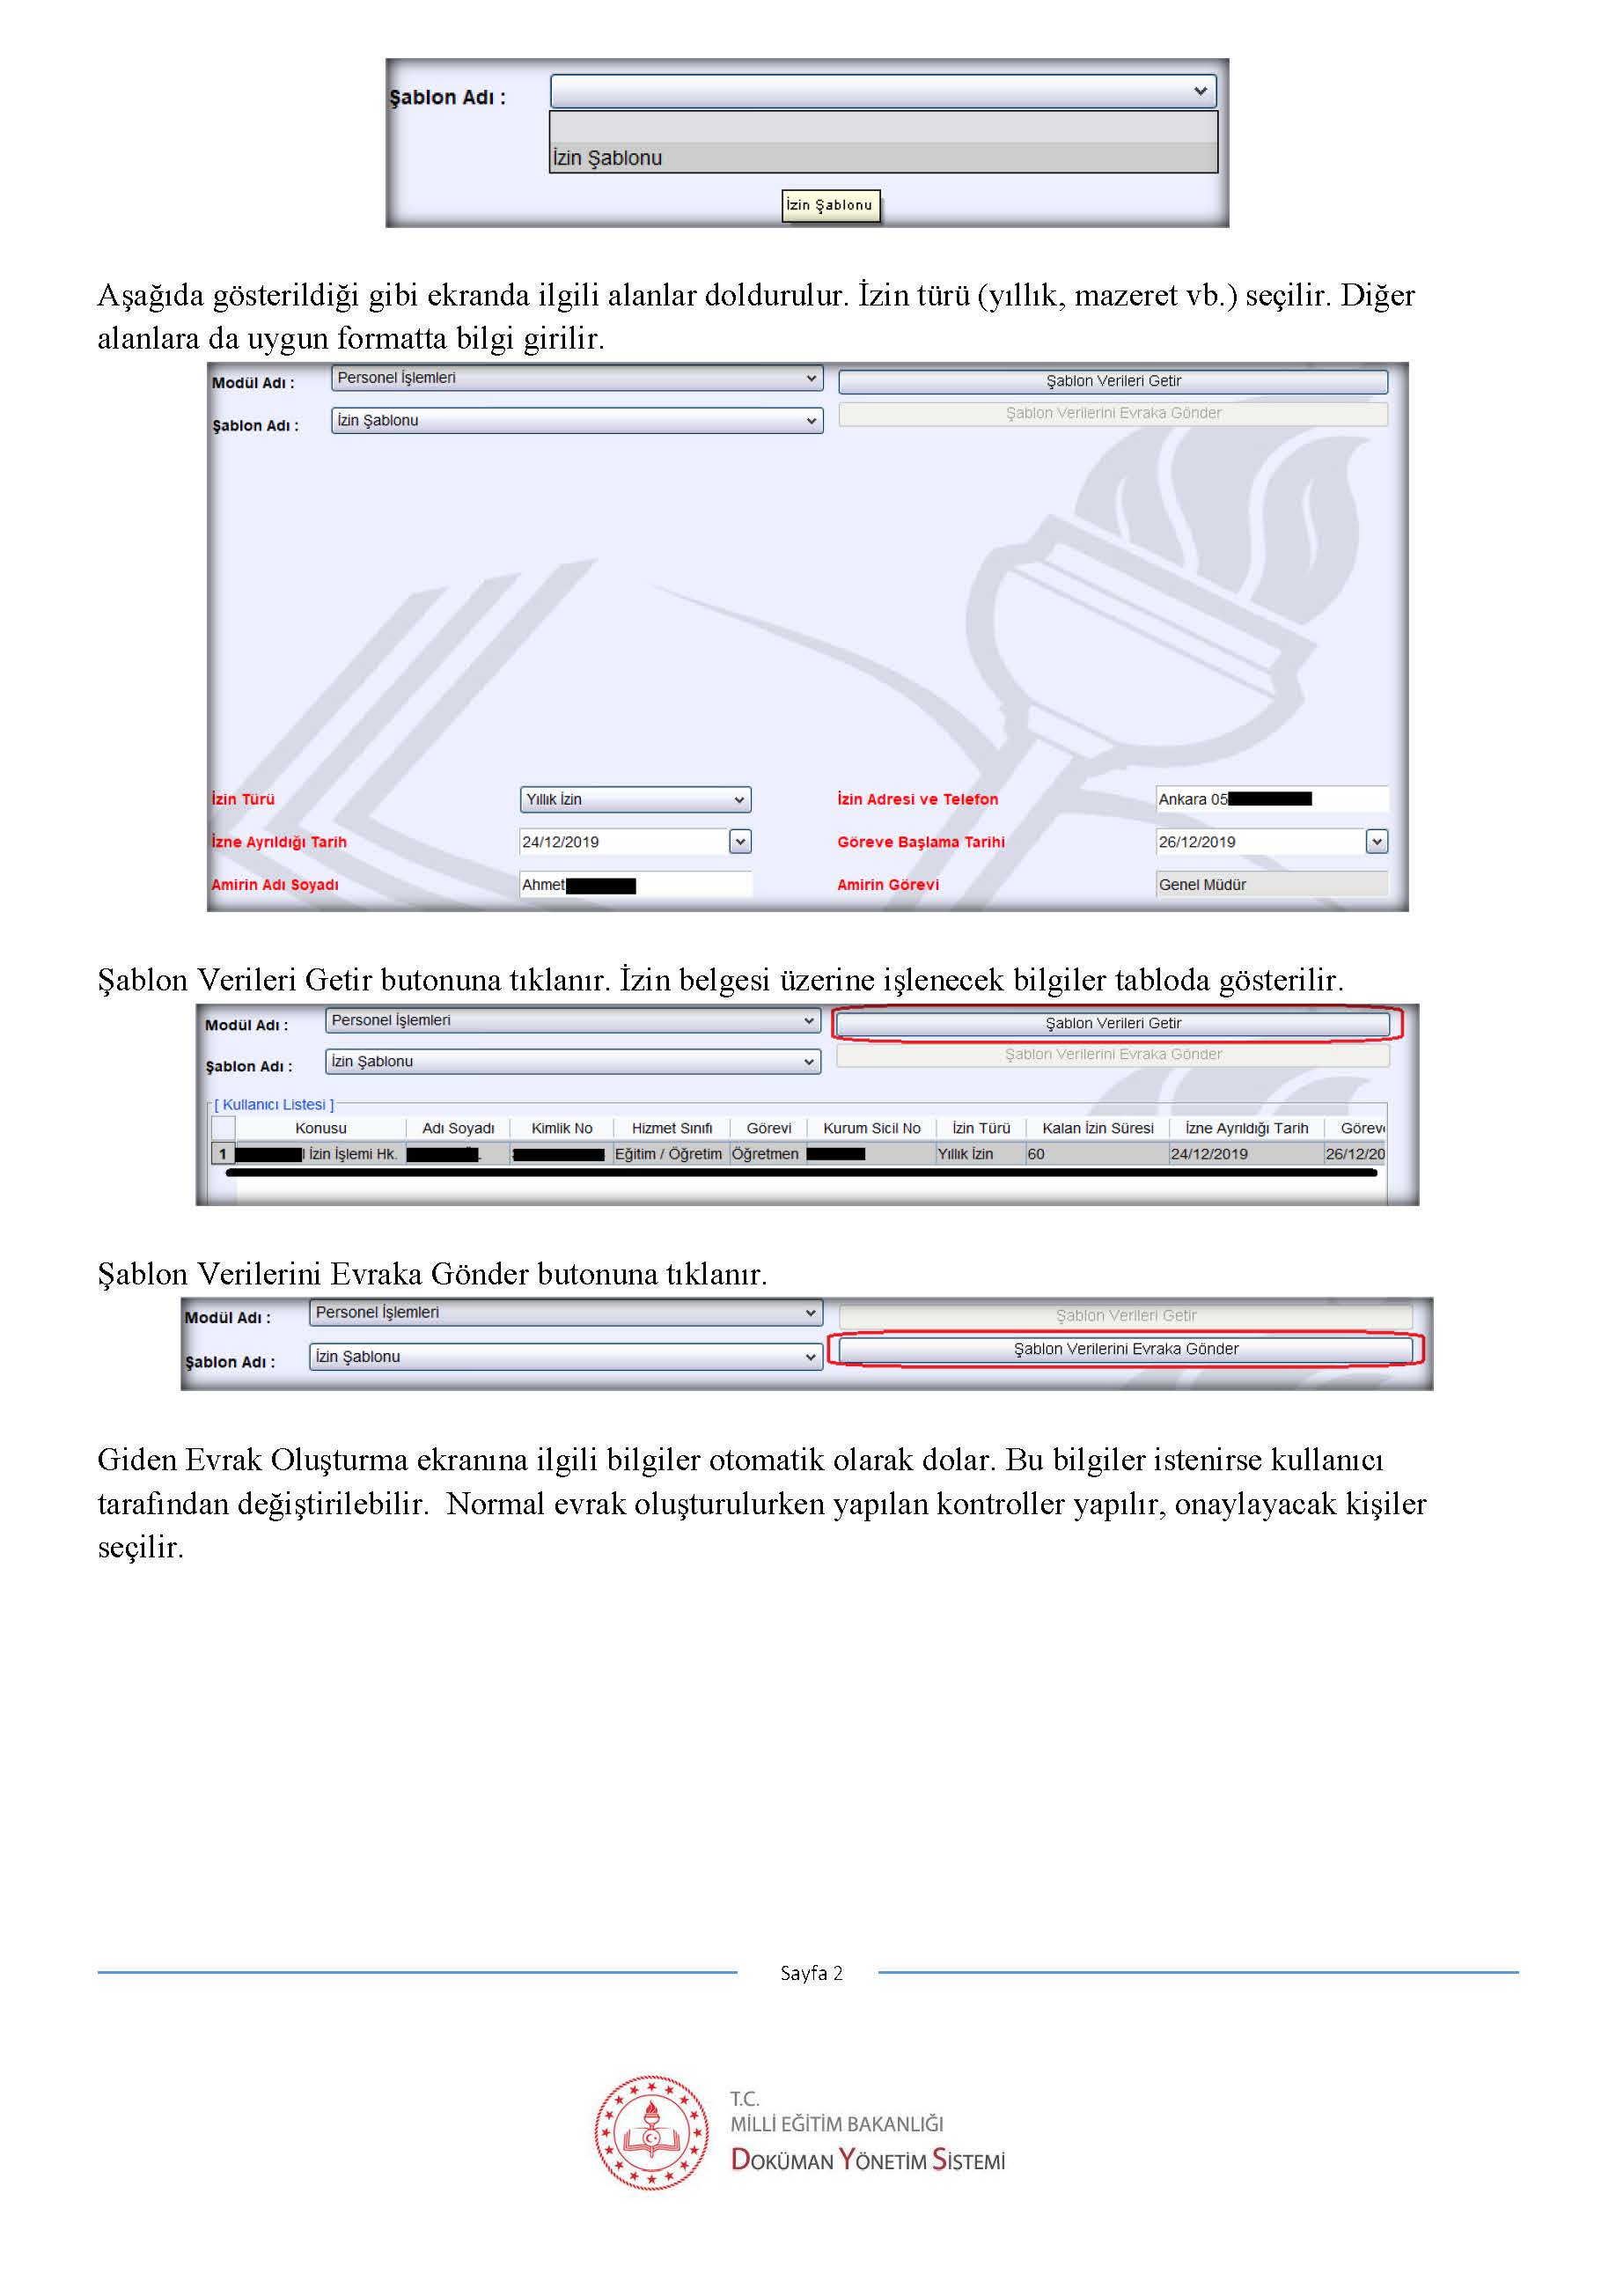 Şablon Adı :
İzin Şablonu
İzin Şablonu
Aşağıda gösterildiği gibi ekranda ilgili alanlar doldurulur. İzin türü (yıllık, mazeret vb.) seçilir. Diğer
alanlara da uygun formatta bilgi girilir.
Modül Adı : Personel İşlemleri Şablon Verileri Getir
Şablon Adı : İzin Şablonu Şablon Verilerini Evraka Gönder
İzin Türü Yıllık İzin İzin Adresi ve Telefon Ankara 05
İzne Ayrıldığı Tarih 24/12/2019 Göreve Başlama Tarihi 26/12/2019
Amirin Adı Soyadı Ahmet Amirin Görevi Genel Müdür
Şablon Verileri Getir butonuna tıklanır. İzin belgesi üzerine işlenecek bilgiler tabloda gösterilir.
Modül Adı : Personel İşlemleri Şablon Verileri Getir
Şablon Adı : İzin Şablonu Şablon Verilerini Evraka Gönder
[ Kullanıcı Listesi ]
Konusu Adı Soyadı Kimlik No Hizmet Sınıfı Görevi Kurum Sicil No İzin Türü Kalan İzin Süresi İzne Ayrıldığı Tarih Görev
1 İzin İşlemi Hk. Eğitim / Öğretim Öğretmen Yıllık İzin 60 24/12/2019 26/12/20
Şablon Verilerini Evraka Gönder butonuna tıklanır.
Modül Adı : Personel İşlemleri Şablon Verileri Getir
Şablon Adı : İzin Şablonu Şablon Verilerini Evraka Gönder
Giden Evrak Oluşturma ekranına ilgili bilgiler otomatik olarak dolar. Bu bilgiler istenirse kullanıcı
tarafından değiştirilebilir.  Normal evrak oluşturulurken yapılan kontroller yapılır, onaylayacak kişiler
seçilir.
Sayfa 2
T.C.
MİLLİ EĞİTİM BAKANLIĞI
DOKÜMAN YÖNETİM SİSTEMİ